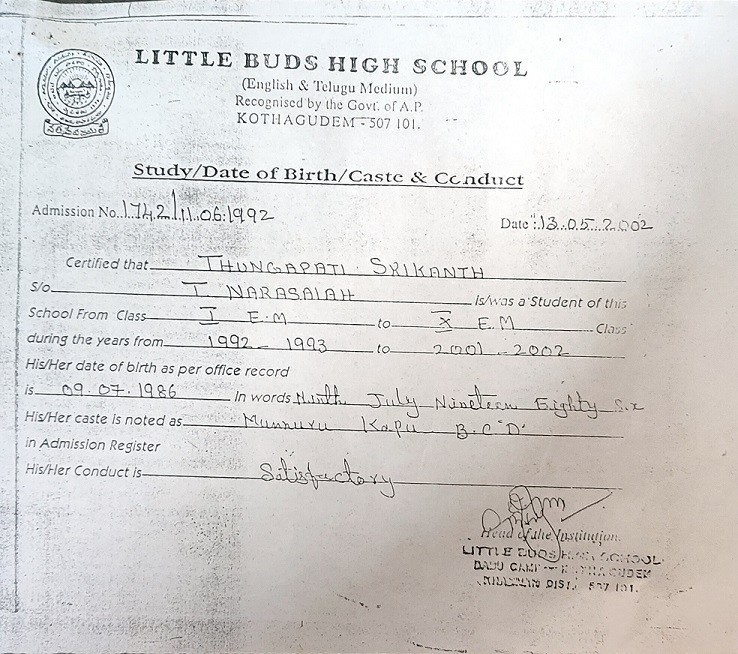 LITTLE BUDS HIGH SCHOOL
(English & Telugu Medium)
Recognised by the Govt. of A.P.
KOTHAGUDEM - 507 101.
Study/Date of Birth/Caste & Conduct
Admission No. 1742/11.06.1992 Date : 13.05.2002
Certified that THUNGAPATI SRIKANTH
S/o T. NARASAIAH Is/was a Student of this
School From Class I E.M to X E.M Class
during the years from 1992 - 1993 to 2001 - 2002
His/Her date of birth as per office record
is 09.07.1986 In words Ninth July Nineteen Eighty Six
His/Her caste is noted as Munnuru Kapu B.C 'D'
in Admission Register
His/Her Conduct is Satisfactory
Head of the Institution
LITTLE BUDS HIGH SCHOOL
BABU CAMP KOTHAGUDEM
DIST. 507 101.